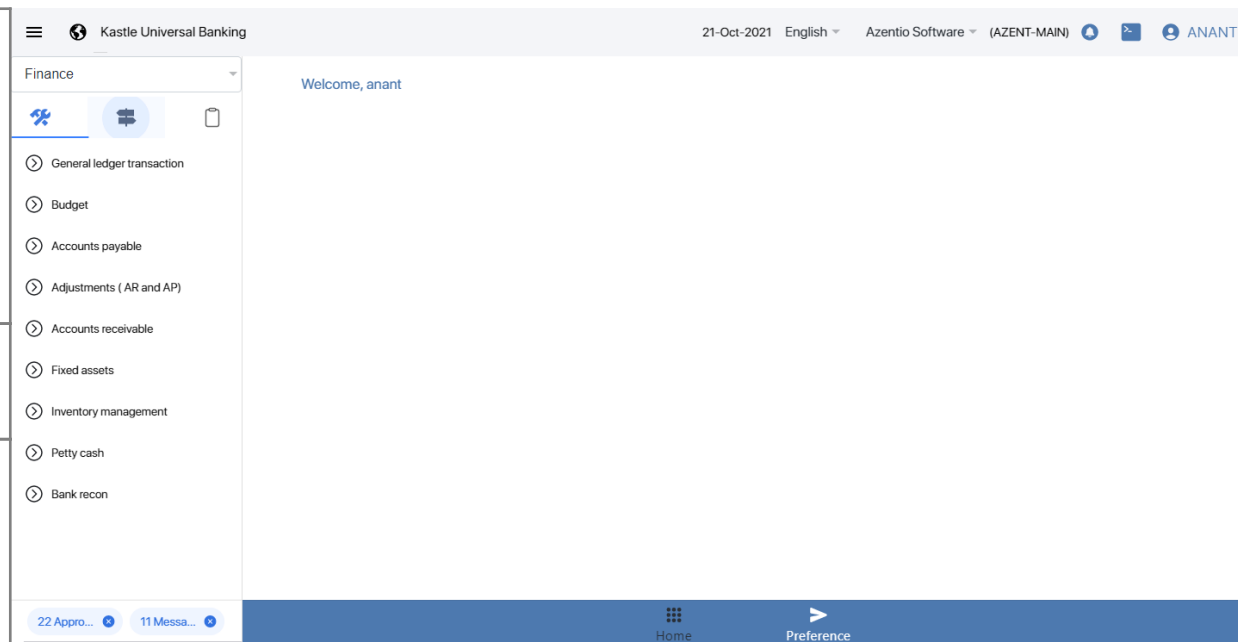 Kastle Universal Banking
21-Oct-2021 English Azentio Software (AZENT-MAIN) ANANT
Finance
Welcome, anant
General ledger transaction
Budget
Accounts payable
Adjustments ( AR and AP)
Accounts receivable
Fixed assets
Inventory management
Petty cash
Bank recon
22 Appro... 11 Messa...
Home Preference